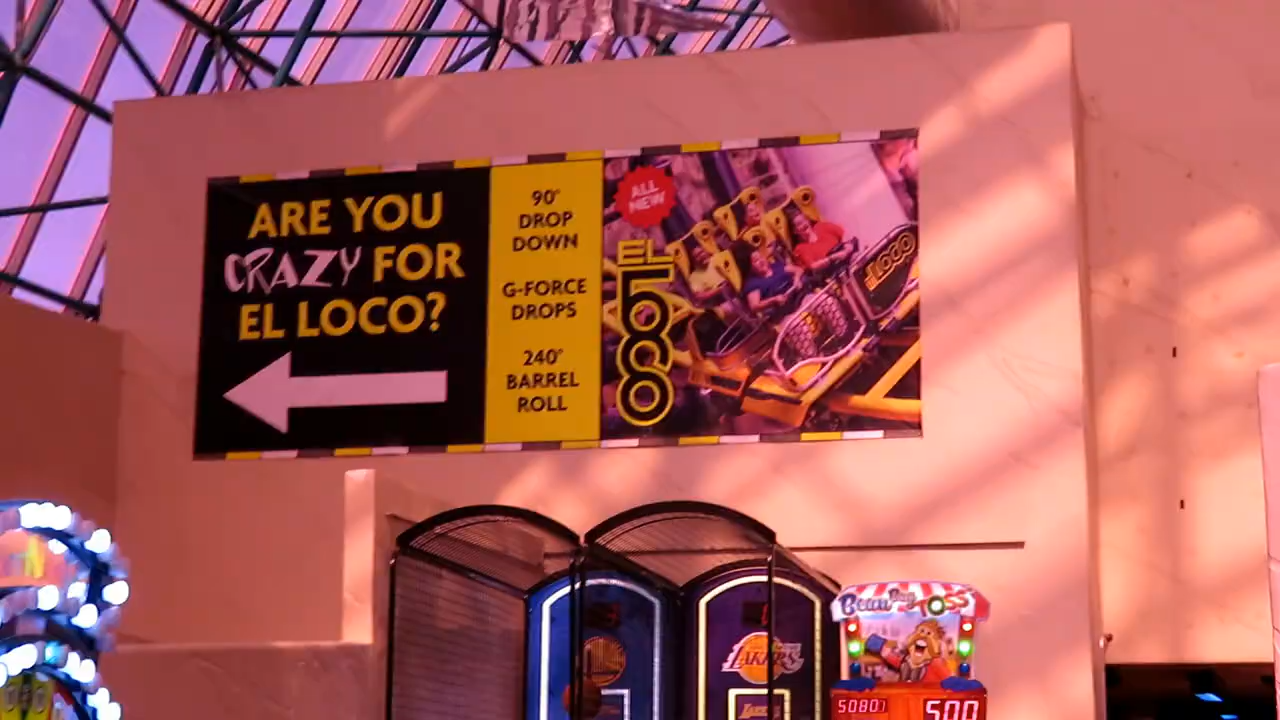 ARE YOU
CRAZY FOR
EL LOCO?
90°
DROP
DOWN
G-FORCE
DROPS
240°
BARREL
ROLL
ALL
NEW
EL
LOCO
EL LOCO
LAKERS
Bean Bag
TOSS
5080
500